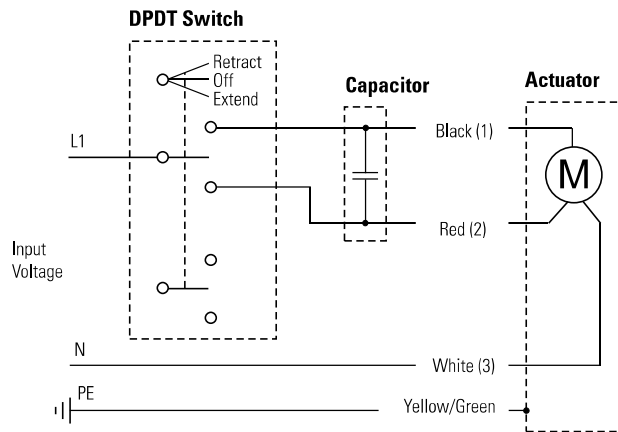 DPDT Switch
Retract
Off
Extend
Capacitor
Actuator
L1
Black (1)
M
Red (2)
Input
Voltage
N
White (3)
PE
Yellow/Green